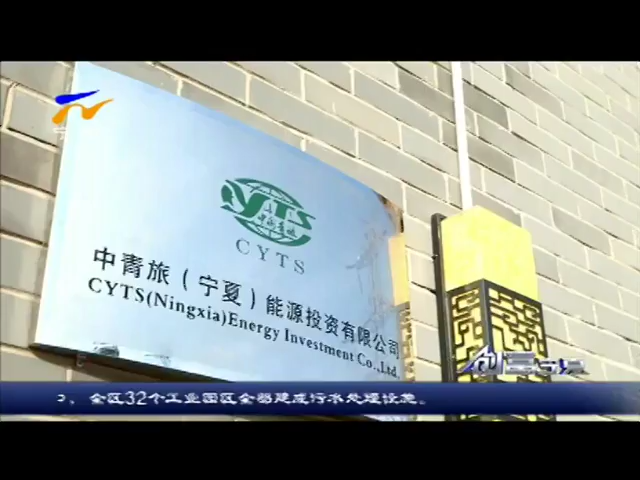 CYTS
中青旅（宁夏）能源投资有限公司
CYTS(Ningxia)Energy Investment Co.,Ltd.
全区32个工业园区全部建成污水处理设施。